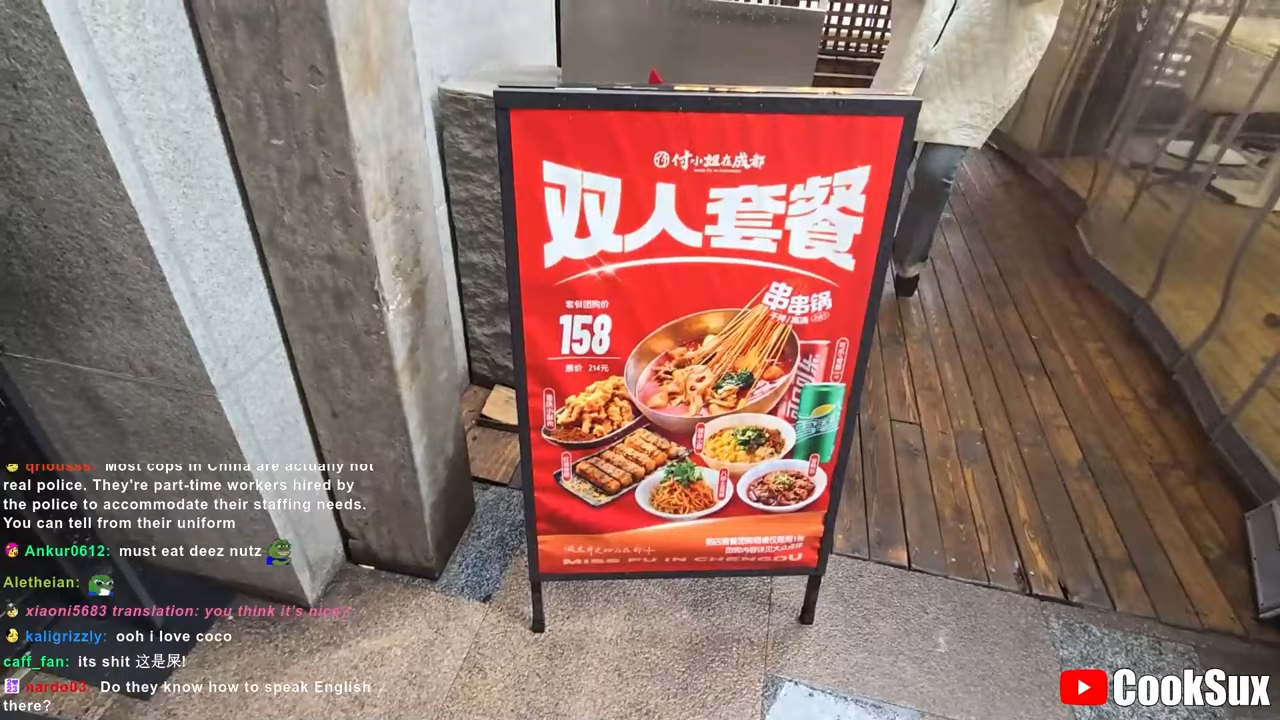 付小姐在成都
双人套餐
串串锅
套餐团购价
158
原价 214元
MISS FU IN CHENGDU
qriousss: Most cops in China are actually not
real police. They're part-time workers hired by
the police to accommodate their staffing needs.
You can tell from their uniform
Ankur0612: must eat deez nutz
Aletheian:
xiaoni5683 translation: you think it's nice?
kaligrizzly: ooh i love coco
caff_fan: its shit 这是屎!
nardo03: Do they know how to speak English
there?
CookSux